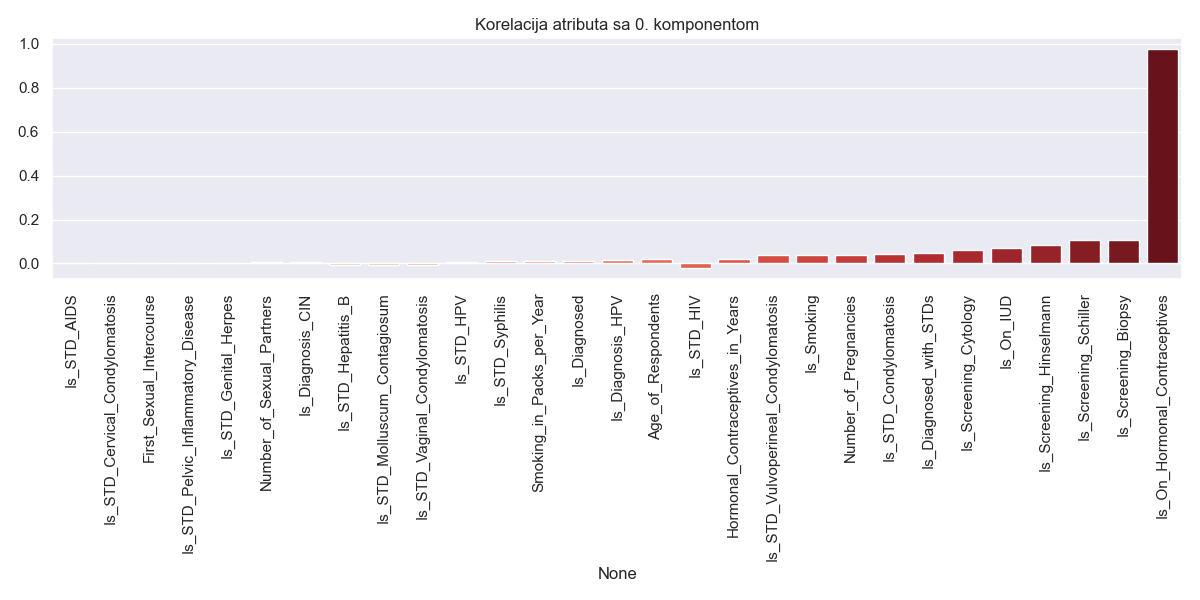 Korelacija atributa sa 0. komponentom
1.0
0.8
0.6
0.4
0.2
0.0
Is_STD_AIDS
Is_STD_Cervical_Condylomatosis
First_Sexual_Intercourse
Is_STD_Pelvic_Inflammatory_Disease
Is_STD_Genital_Herpes
Number_of_Sexual_Partners
Is_Diagnosis_CIN
Is_STD_Hepatitis_B
Is_STD_Molluscum_Contagiosum
Is_STD_Vaginal_Condylomatosis
Is_STD_HPV
Is_STD_Syphilis
Smoking_in_Packs_per_Year
Is_Diagnosed
Is_Diagnosis_HPV
Age_of_Respondents
Is_STD_HIV
Hormonal_Contraceptives_in_Years
Is_STD_Vulvoperineal_Condylomatosis
Is_Smoking
Number_of_Pregnancies
Is_STD_Condylomatosis
Is_Diagnosed_with_STDs
Is_Screening_Cytology
Is_On_IUD
Is_Screening_Hinselmann
Is_Screening_Schiller
Is_Screening_Biopsy
Is_On_Hormonal_Contraceptives
None